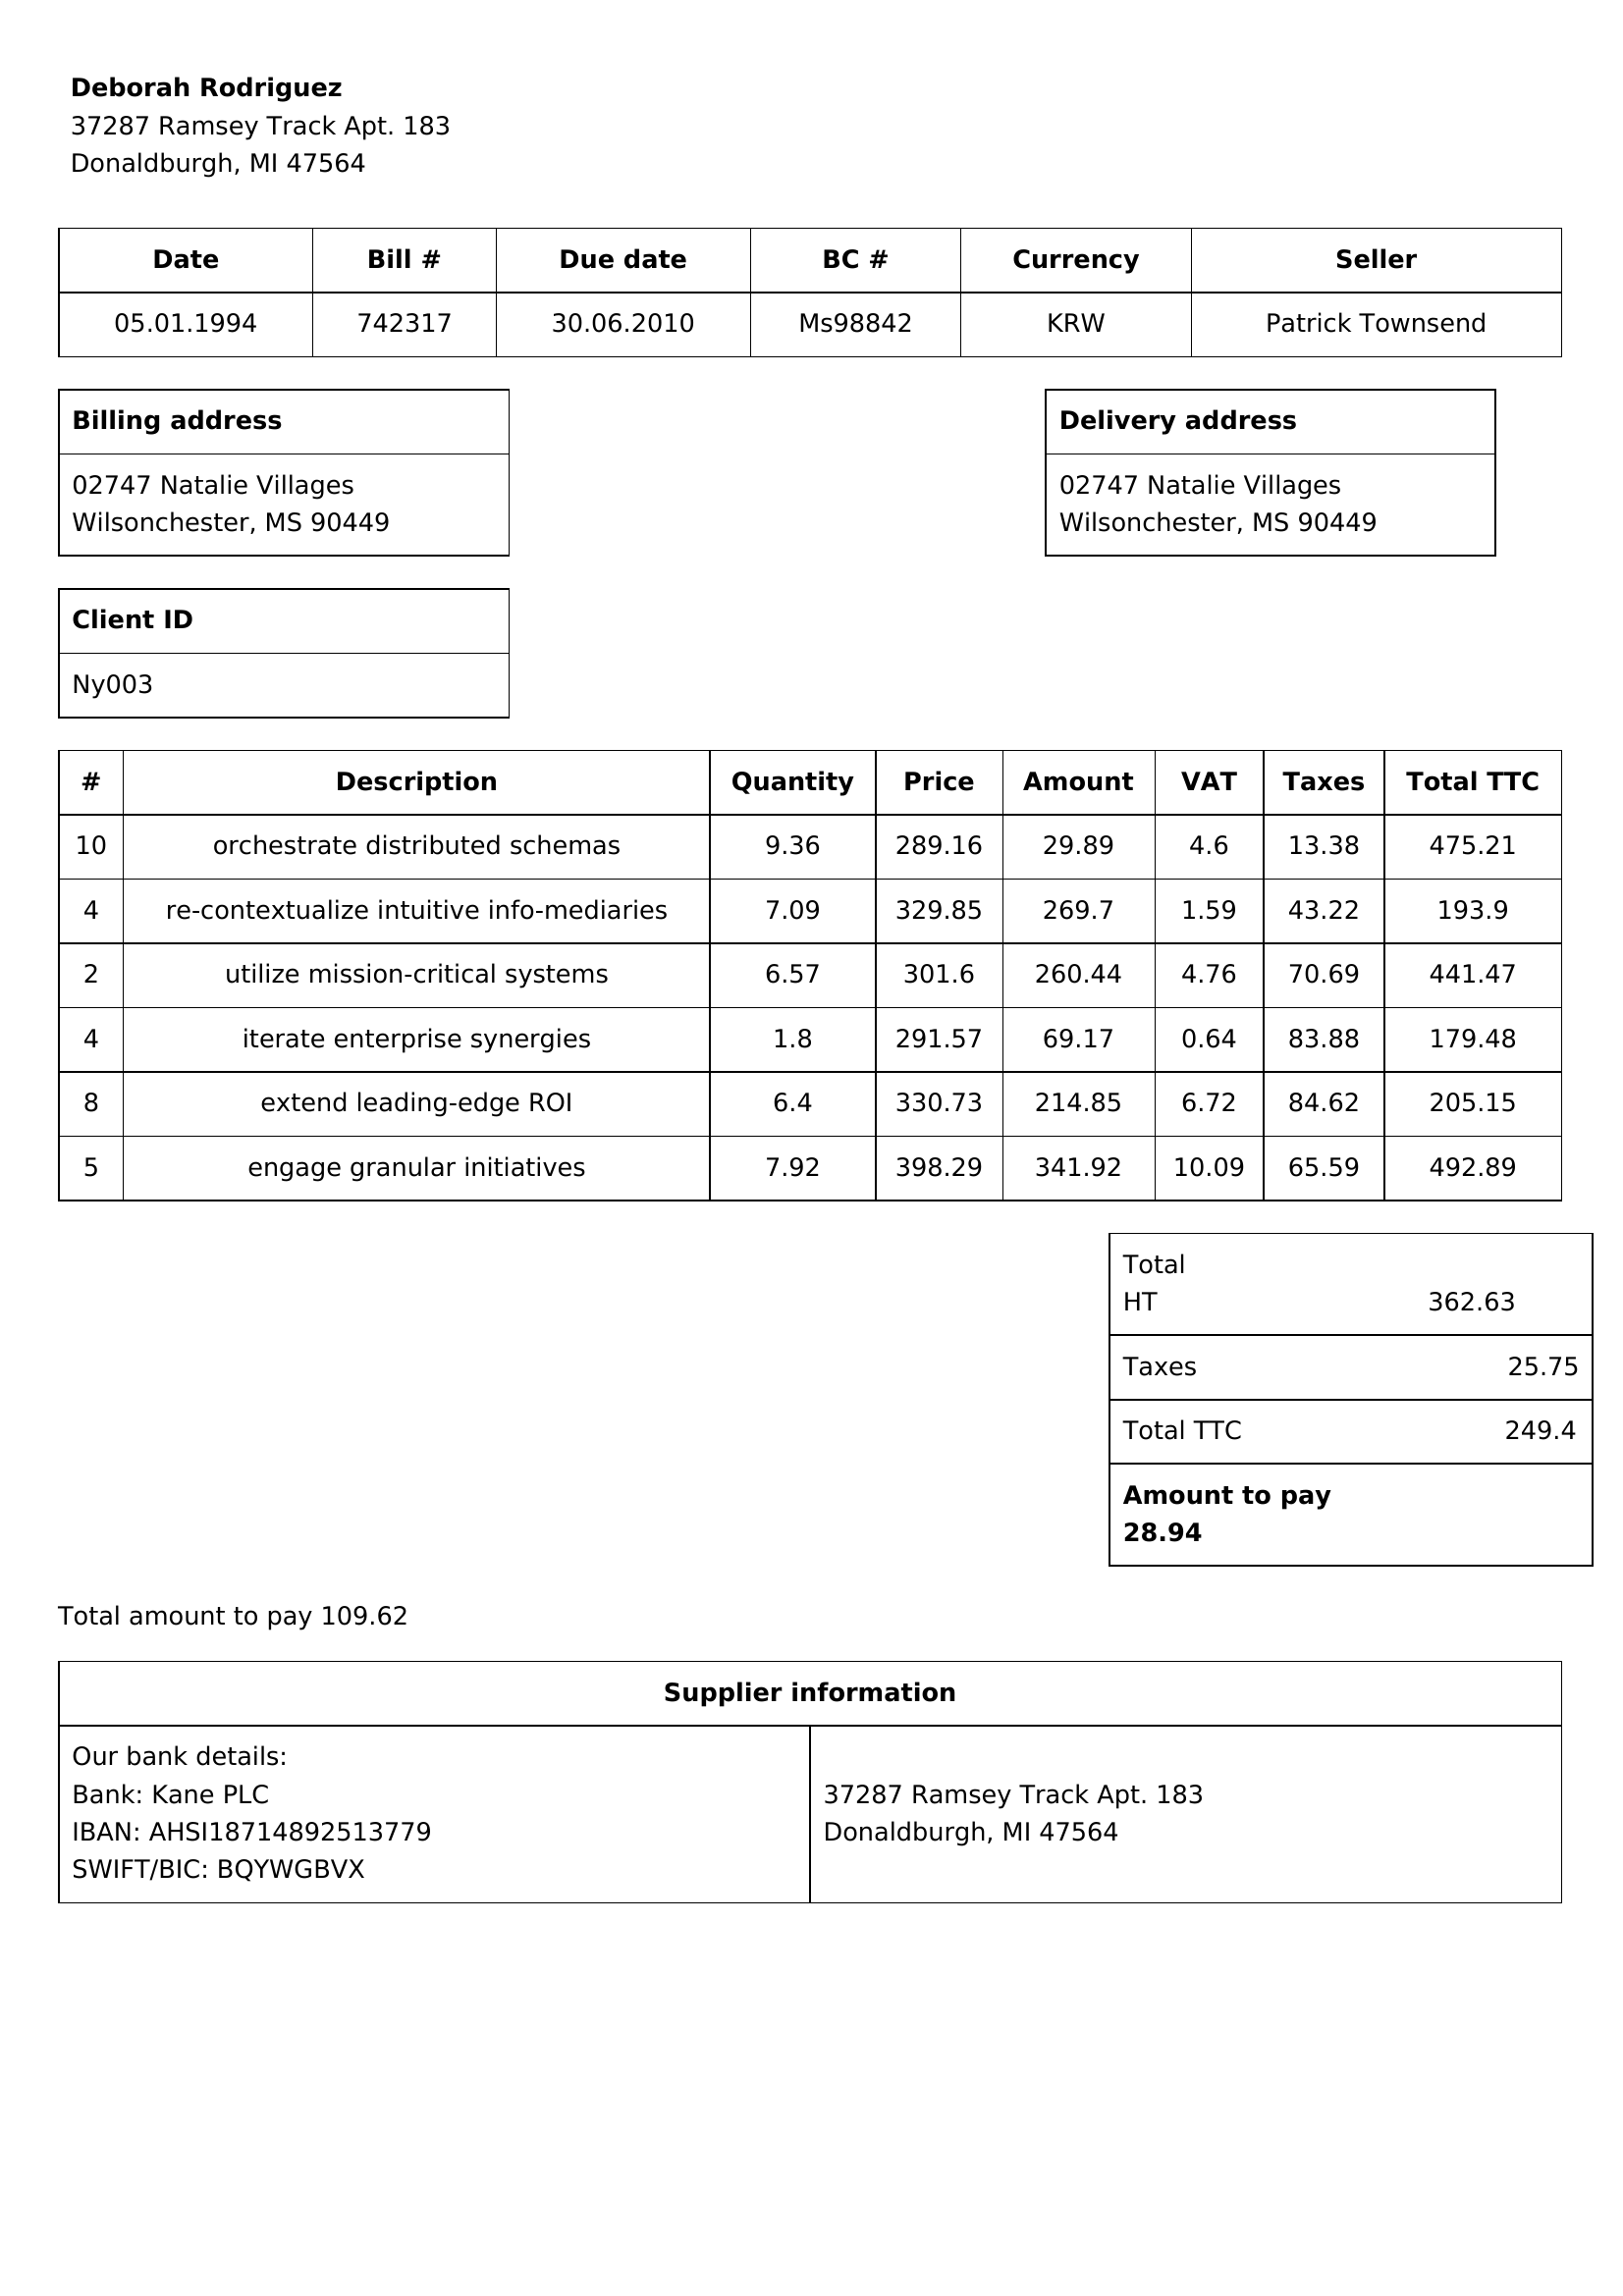 Deborah Rodriguez
37287 Ramsey Track Apt. 183
Donaldburgh, MI 47564
Date Bill # Due date BC # Currency Seller
05.01.1994 742317 30.06.2010 Ms98842 KRW Patrick Townsend
Billing address
02747 Natalie Villages
Wilsonchester, MS 90449
Delivery address
02747 Natalie Villages
Wilsonchester, MS 90449
Client ID
Ny003
# Description Quantity Price Amount VAT Taxes Total TTC
10 orchestrate distributed schemas 9.36 289.16 29.89 4.6 13.38 475.21
4 re-contextualize intuitive info-mediaries 7.09 329.85 269.7 1.59 43.22 193.9
2 utilize mission-critical systems 6.57 301.6 260.44 4.76 70.69 441.47
4 iterate enterprise synergies 1.8 291.57 69.17 0.64 83.88 179.48
8 extend leading-edge ROI 6.4 330.73 214.85 6.72 84.62 205.15
5 engage granular initiatives 7.92 398.29 341.92 10.09 65.59 492.89
Total
HT 362.63
Taxes 25.75
Total TTC 249.4
Amount to pay
28.94
Total amount to pay 109.62
Supplier information
Our bank details:
Bank: Kane PLC
IBAN: AHSI18714892513779
SWIFT/BIC: BQYWGBVX
37287 Ramsey Track Apt. 183
Donaldburgh, MI 47564